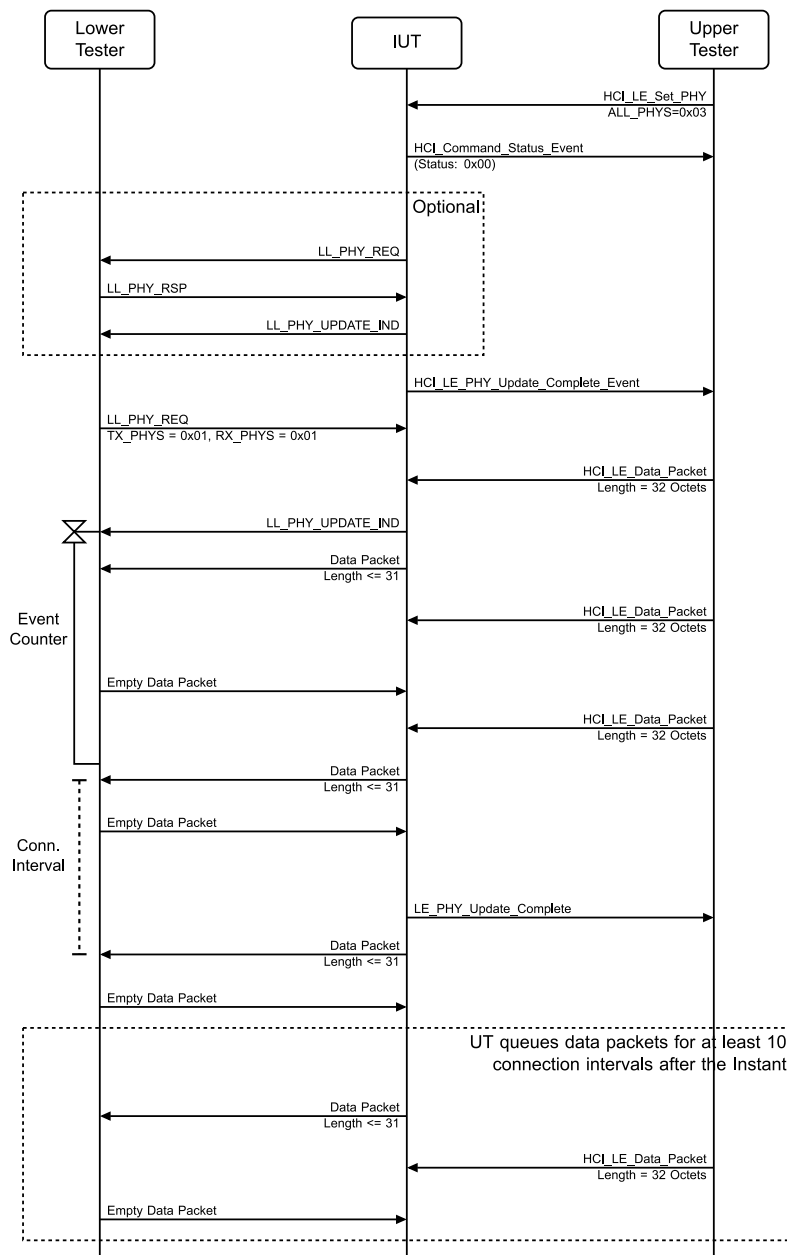 Lower
Tester
IUT
Upper
Tester
HCI_LE_Set_PHY
ALL_PHYS=0x03
HCI_Command_Status_Event
(Status: 0x00)
Optional
LL_PHY_REQ
LL_PHY_RSP
LL_PHY_UPDATE_IND
HCI_LE_PHY_Update_Complete_Event
LL_PHY_REQ
TX_PHYS = 0x01, RX_PHYS = 0x01
HCI_LE_Data_Packet
Length = 32 Octets
LL_PHY_UPDATE_IND
Data Packet
Length <= 31
Event
Counter
HCI_LE_Data_Packet
Length = 32 Octets
Empty Data Packet
HCI_LE_Data_Packet
Length = 32 Octets
Data Packet
Length <= 31
Empty Data Packet
Conn.
Interval
LE_PHY_Update_Complete
Data Packet
Length <= 31
Empty Data Packet
UT queues data packets for at least 10
connection intervals after the Instant
Data Packet
Length <= 31
HCI_LE_Data_Packet
Length = 32 Octets
Empty Data Packet